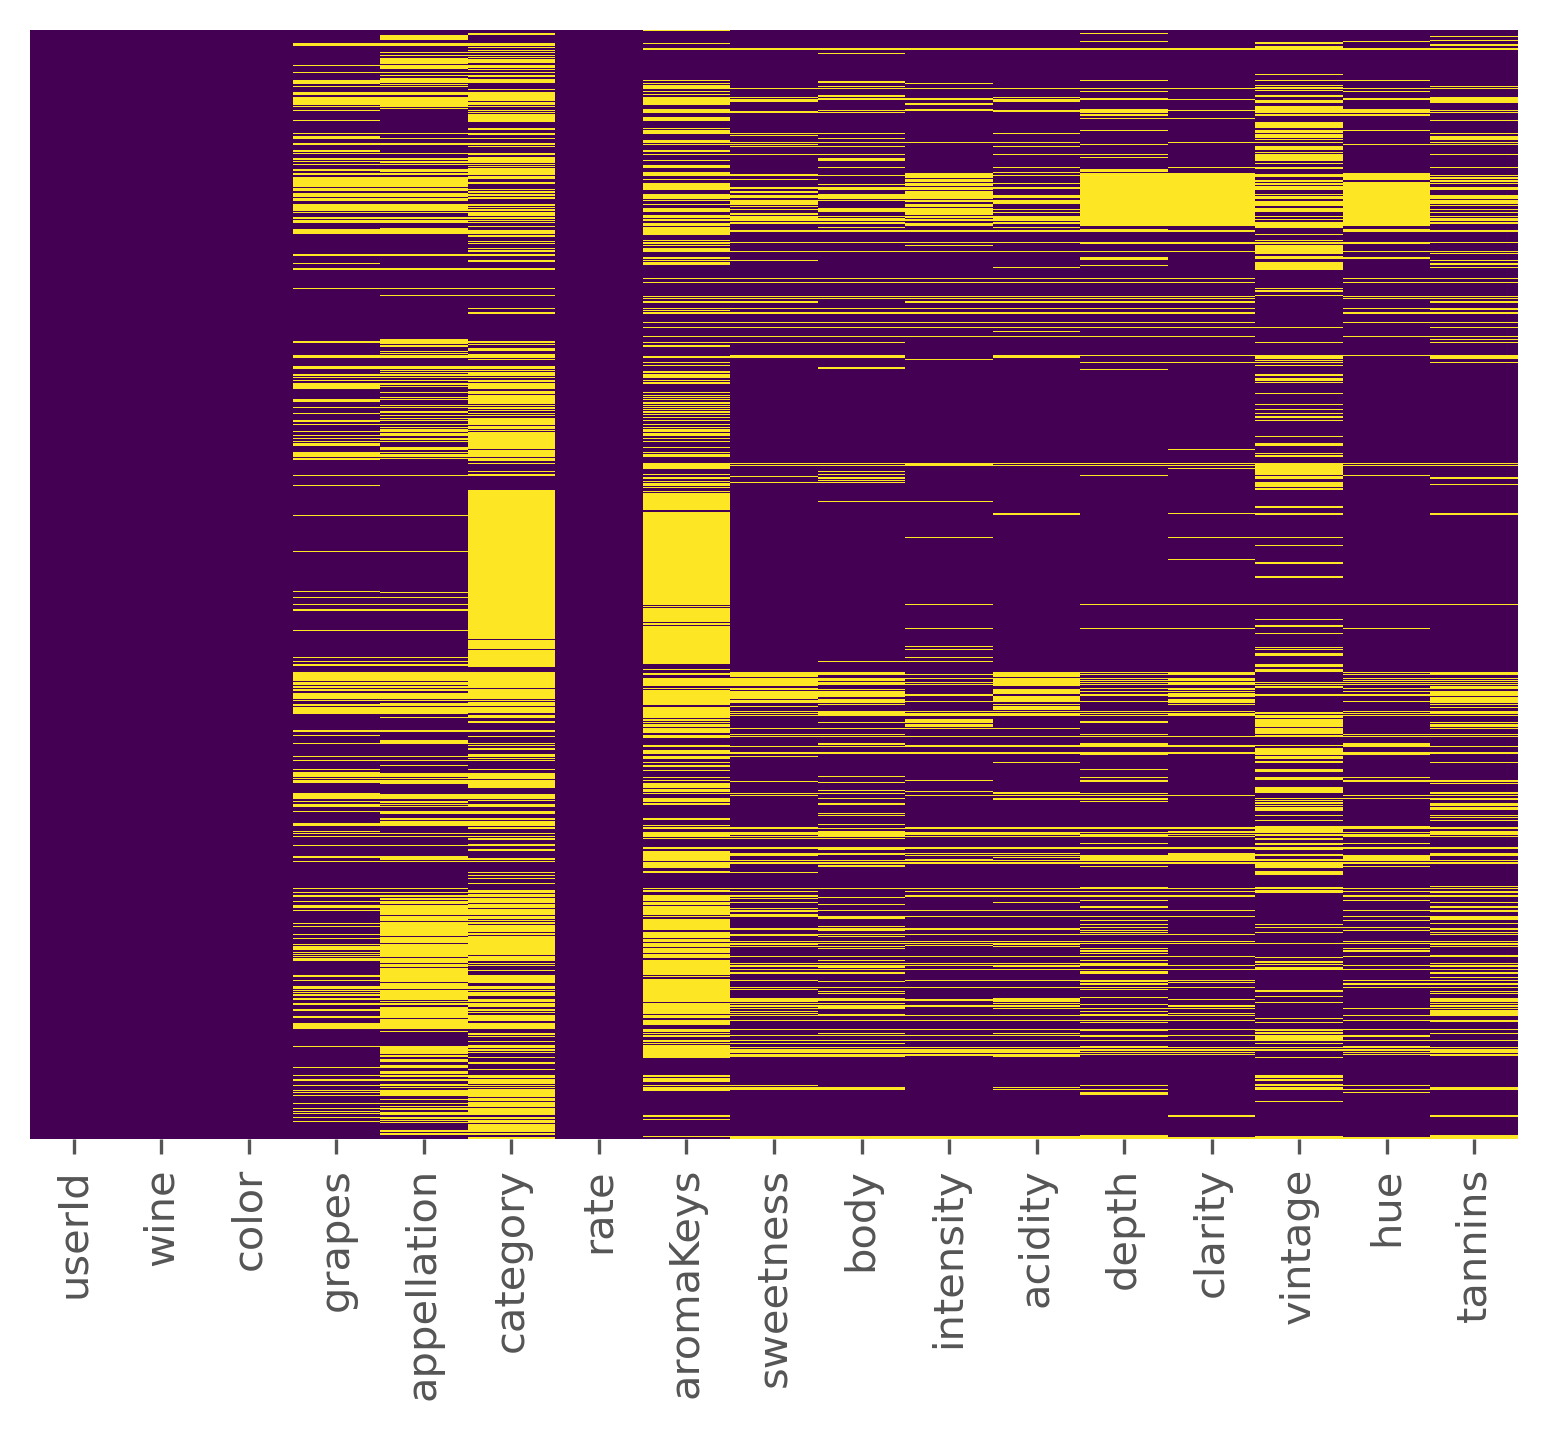 userId
wine
color
grapes
appellation
category
rate
aromaKeys
sweetness
body
intensity
acidity
depth
clarity
vintage
hue
tannins